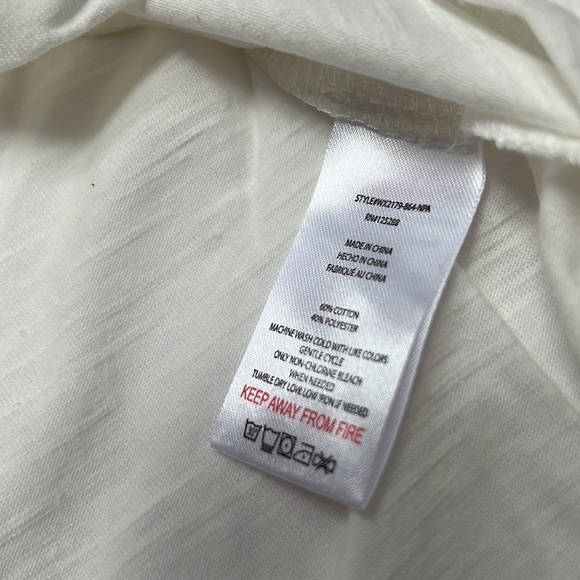 STYLE#WX2179-864-NPA
RN#125288
MADE IN CHINA
HECHO IN CHINA
FABRIQUÉ AU CHINA
60% COTTON
40% POLYESTER
MACHINE WASH COLD WITH LIKE COLORS
GENTLE CYCLE
ONLY NON-CHLORINE BLEACH
WHEN NEEDED
TUMBLE DRY LOW. LOW IRON.IF NEEDED
KEEP AWAY FROM FIRE